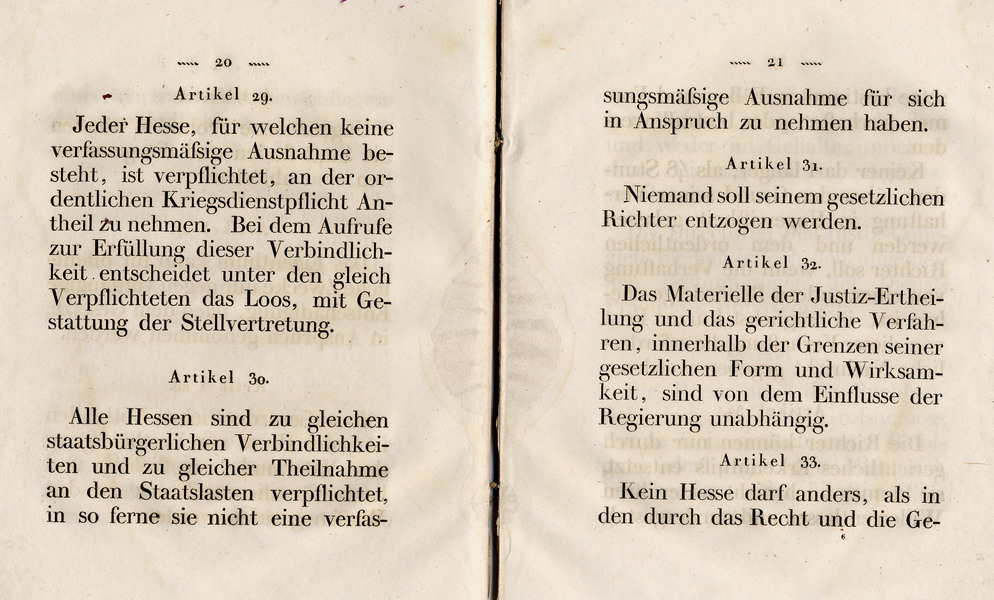 20
Artikel 29.
Jeder Hesse, für welchen keine
verfassungsmäſsige Ausnahme be-
steht, ist verpflichtet, an der or-
dentlichen Kriegsdienstpflicht An-
theil zu nehmen. Bei dem Aufrufe
zur Erfüllung dieser Verbindlich-
keit entscheidet unter den gleich
Verpflichteten das Loos, mit Ge-
stattung der Stellvertretung.
Artikel 30.
Alle Hessen sind zu gleichen
staatsbürgerlichen Verbindlichkei-
ten und zu gleicher Theilnahme
an den Staatslasten verpflichtet,
in so ferne sie nicht eine verfas-
21
sungsmäſsige Ausnahme für sich
in Anspruch zu nehmen haben.
Artikel 31.
Niemand soll seinem gesetzlichen
Richter entzogen werden.
Artikel 32.
Das Materielle der Justiz-Erthei-
lung und das gerichtliche Verfah-
ren, innerhalb der Grenzen seiner
gesetzlichen Form und Wirksam-
keit, sind von dem Einflusse der
Regierung unabhängig.
Artikel 33.
Kein Hesse darf anders, als in
den durch das Recht und die Ge-
6